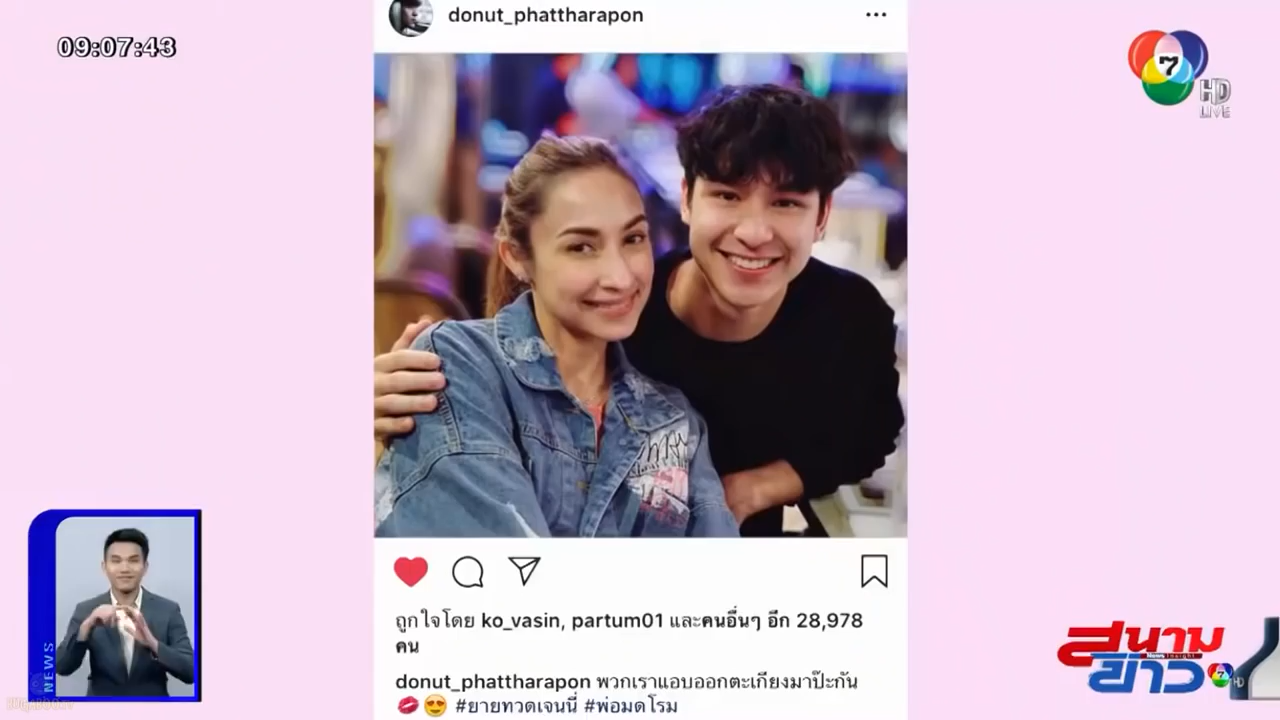 donut_phattharapon
09:07:43
7
HD
LIVE
ถูกใจโดย ko_vasin, partum01 และคนอื่นๆ อีก 28,978
คน
donut_phattharapon พวกเราแอบออกตะเกียงมาป๊ะกัน
💋😍 #ยายทวดเจนนี่ #พ่อมดโรม
NEWS
สนาม
News Insight
ข่าว 7 HD